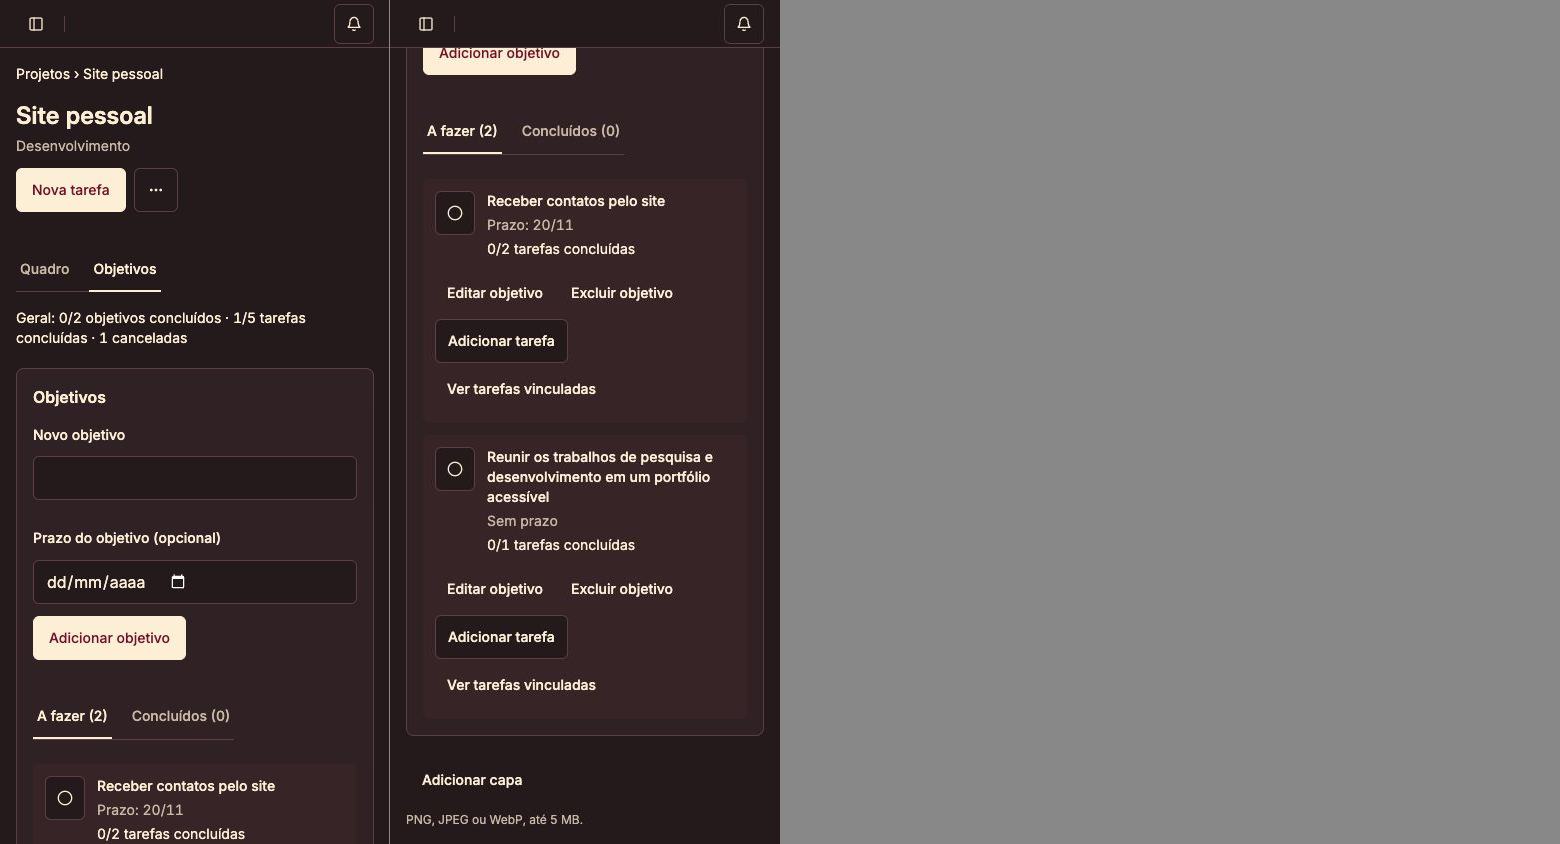 Projetos › Site pessoal
Site pessoal
Desenvolvimento
Nova tarefa
...
Quadro
Objetivos
Geral: 0/2 objetivos concluídos · 1/5 tarefas
concluídas · 1 canceladas
Objetivos
Novo objetivo
Prazo do objetivo (opcional)
dd/mm/aaaa
Adicionar objetivo
A fazer (2)
Concluídos (0)
Receber contatos pelo site
Prazo: 20/11
0/2 tarefas concluídas
Adicionar objetivo
A fazer (2)
Concluídos (0)
Receber contatos pelo site
Prazo: 20/11
0/2 tarefas concluídas
Editar objetivo
Excluir objetivo
Adicionar tarefa
Ver tarefas vinculadas
Reunir os trabalhos de pesquisa e
desenvolvimento em um portfólio
acessível
Sem prazo
0/1 tarefas concluídas
Editar objetivo
Excluir objetivo
Adicionar tarefa
Ver tarefas vinculadas
Adicionar capa
PNG, JPEG ou WebP, até 5 MB.